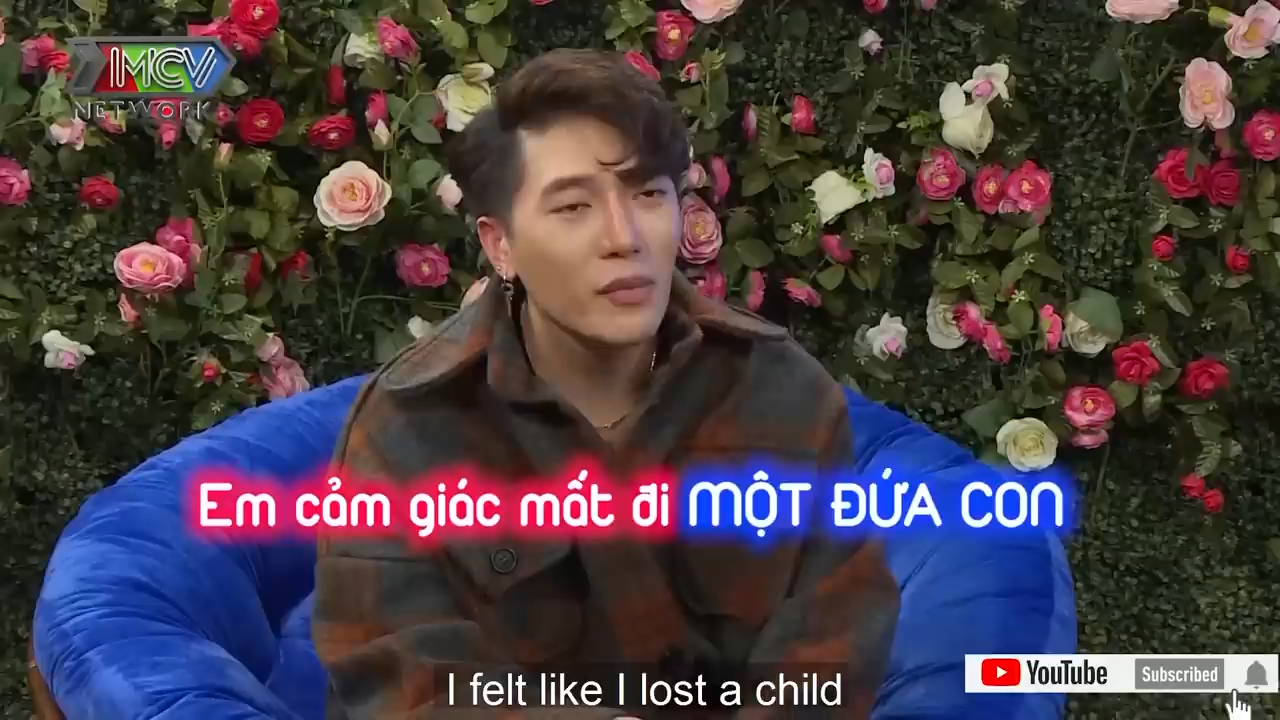 MCV
NETWORK
Em cảm giác mất đi MỘT ĐỨA CON
YouTube Subscribed
I felt like I lost a child